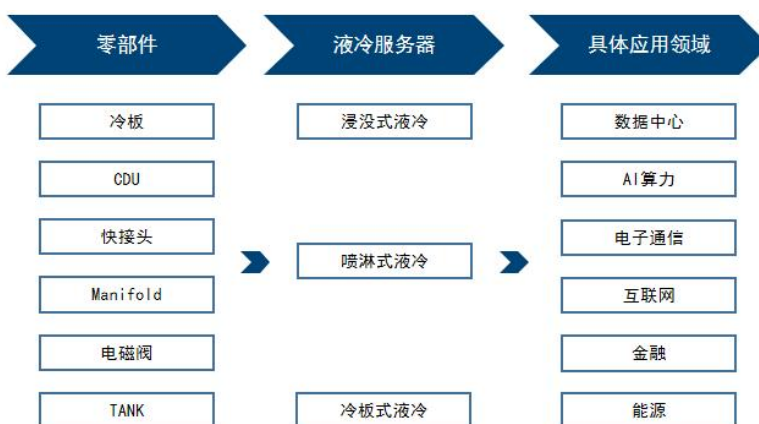 零部件
液冷服务器
具体应用领域
冷板
浸没式液冷
数据中心
CDU
AI算力
快接头
喷淋式液冷
电子通信
Manifold
互联网
电磁阀
金融
TANK
冷板式液冷
能源